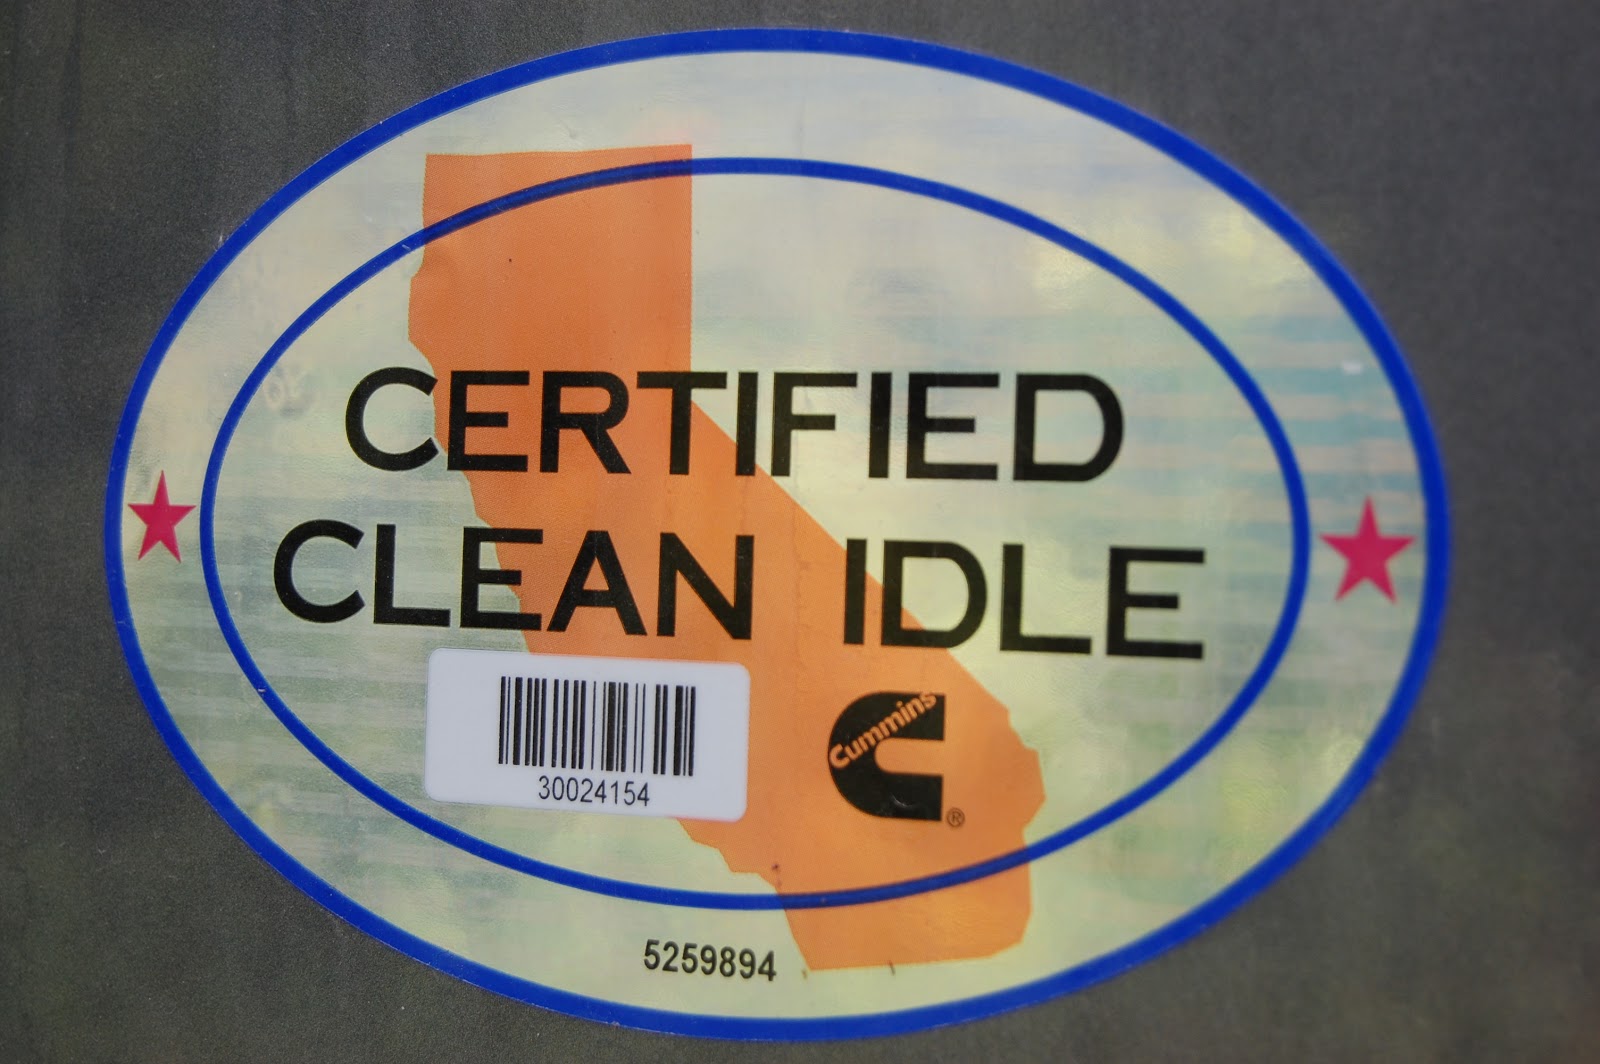 CERTIFIED
CLEAN IDLE
Cummins
®
30024154
5259894